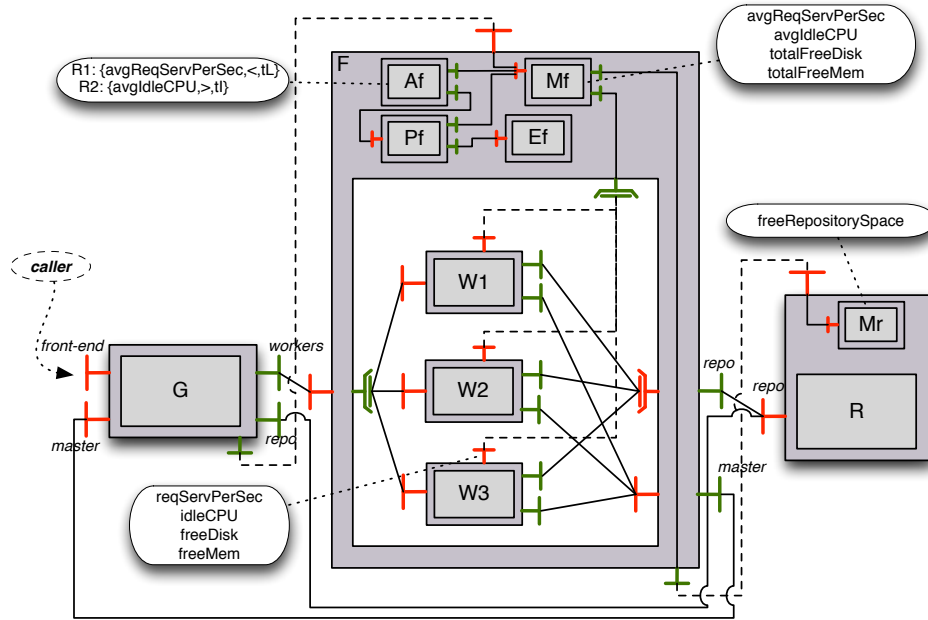 avgReqServPerSec
avgIdleCPU
totalFreeDisk
totalFreeMem
R1: {avgReqServPerSec,<,tL}
R2: {avgIdleCPU,>,tI}
F
Af
Mf
Pf
Ef
freeRepositorySpace
caller
W1
Mr
front-end
workers
G
W2
repo
repo
R
master
repo
W3
master
reqServPerSec
idleCPU
freeDisk
freeMem